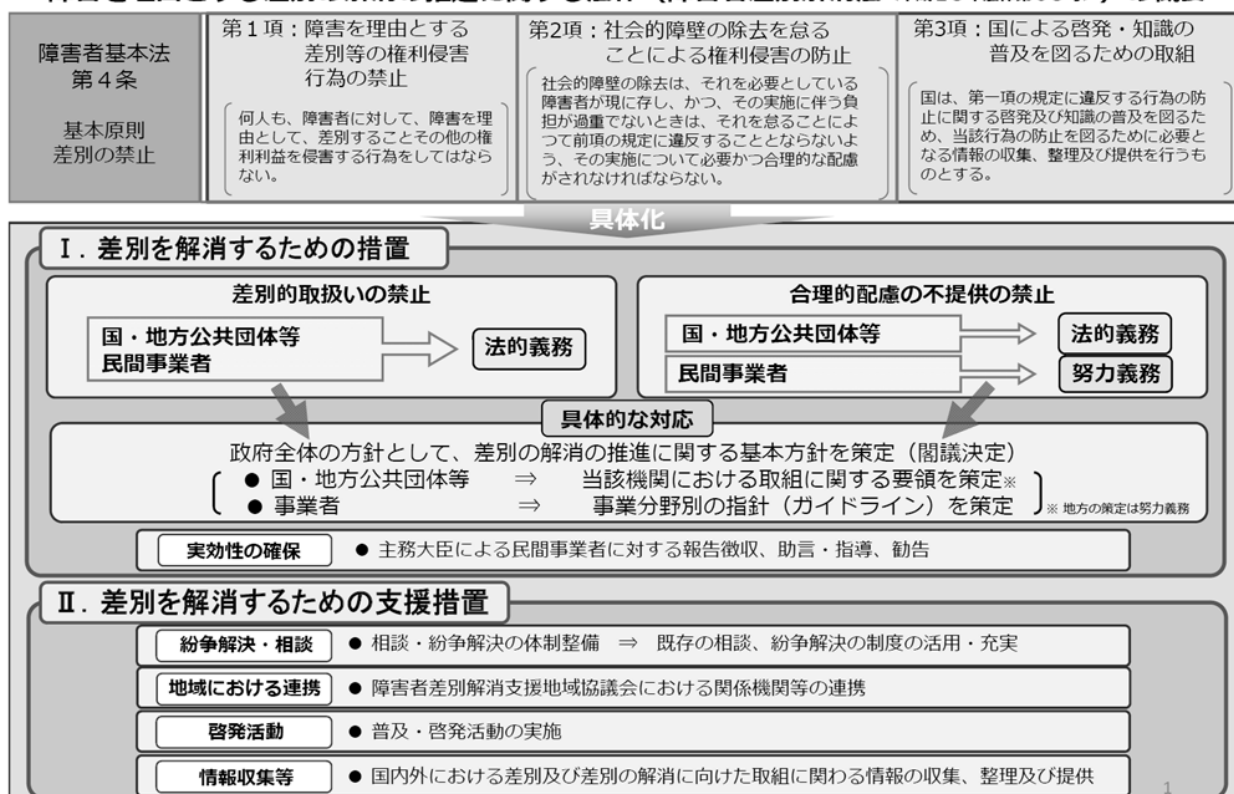 障害者基本法
第４条
基本原則
差別の禁止
第１項：障害を理由とする
差別等の権利侵害
行為の禁止
何人も、障害者に対して、障害を理
由として、差別することその他の権
利利益を侵害する行為をしてはなら
ない。
第2項：社会的障壁の除去を怠る
ことによる権利侵害の防止
社会的障壁の除去は、それを必要としている
障害者が現に存し、かつ、その実施に伴う負
担が過重でないときは、それを怠ることによ
つて前項の規定に違反することとならないよ
う、その実施について必要かつ合理的な配慮
がされなければならない。
第3項：国による啓発・知識の
普及を図るための取組
国は、第一項の規定に違反する行為の防
止に関する啓発及び知識の普及を図るた
め、当該行為の防止を図るために必要と
なる情報の収集、整理及び提供を行うも
のとする。
具体化
Ⅰ．差別を解消するための措置
差別的取扱いの禁止
国・地方公共団体等
民間事業者
法的義務
合理的配慮の不提供の禁止
国・地方公共団体等
法的義務
民間事業者
努力義務
具体的な対応
政府全体の方針として、差別の解消の推進に関する基本方針を策定（閣議決定）
● 国・地方公共団体等 ⇒ 当該機関における取組に関する要領を策定※
● 事業者 ⇒ 事業分野別の指針（ガイドライン）を策定
※ 地方の策定は努力義務
実効性の確保 ● 主務大臣による民間事業者に対する報告徴収、助言・指導、勧告
Ⅱ．差別を解消するための支援措置
紛争解決・相談 ● 相談・紛争解決の体制整備 ⇒ 既存の相談、紛争解決の制度の活用・充実
地域における連携 ● 障害者差別解消支援地域協議会における関係機関等の連携
啓発活動 ● 普及・啓発活動の実施
情報収集等 ● 国内外における差別及び差別の解消に向けた取組に関わる情報の収集、整理及び提供
1